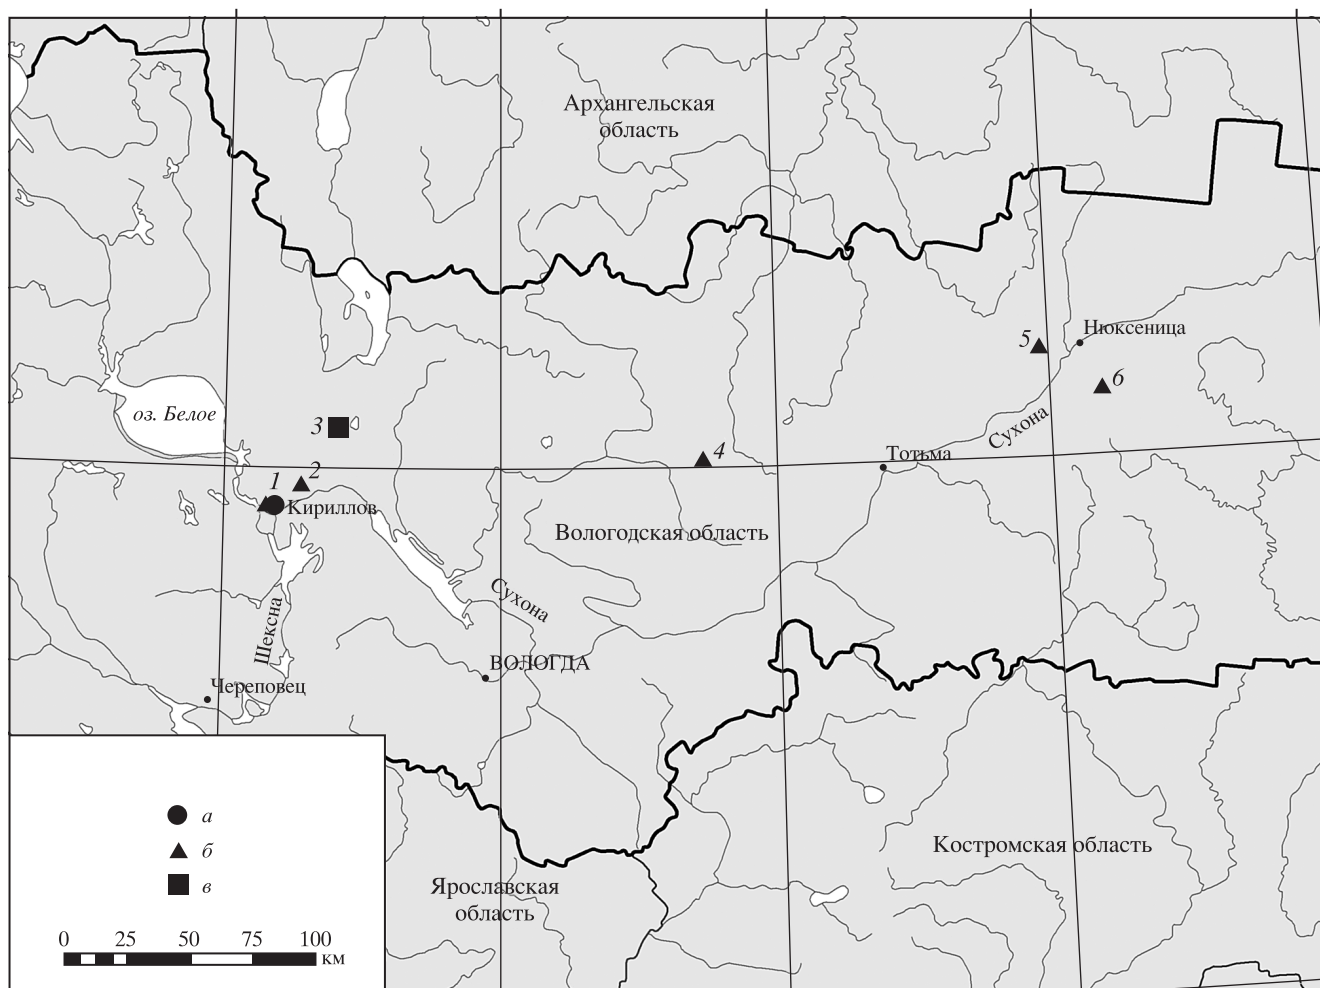 Архангельская
область
Нюксеница
5
6
оз. Белое
3
Сухона
4
Тотьма
1
2
Кириллов
Вологодская область
Сухона
Шексна
ВОЛОГДА
Череповец
а
б
в
Костромская область
Ярославская
область
0 25 50 75 100
км